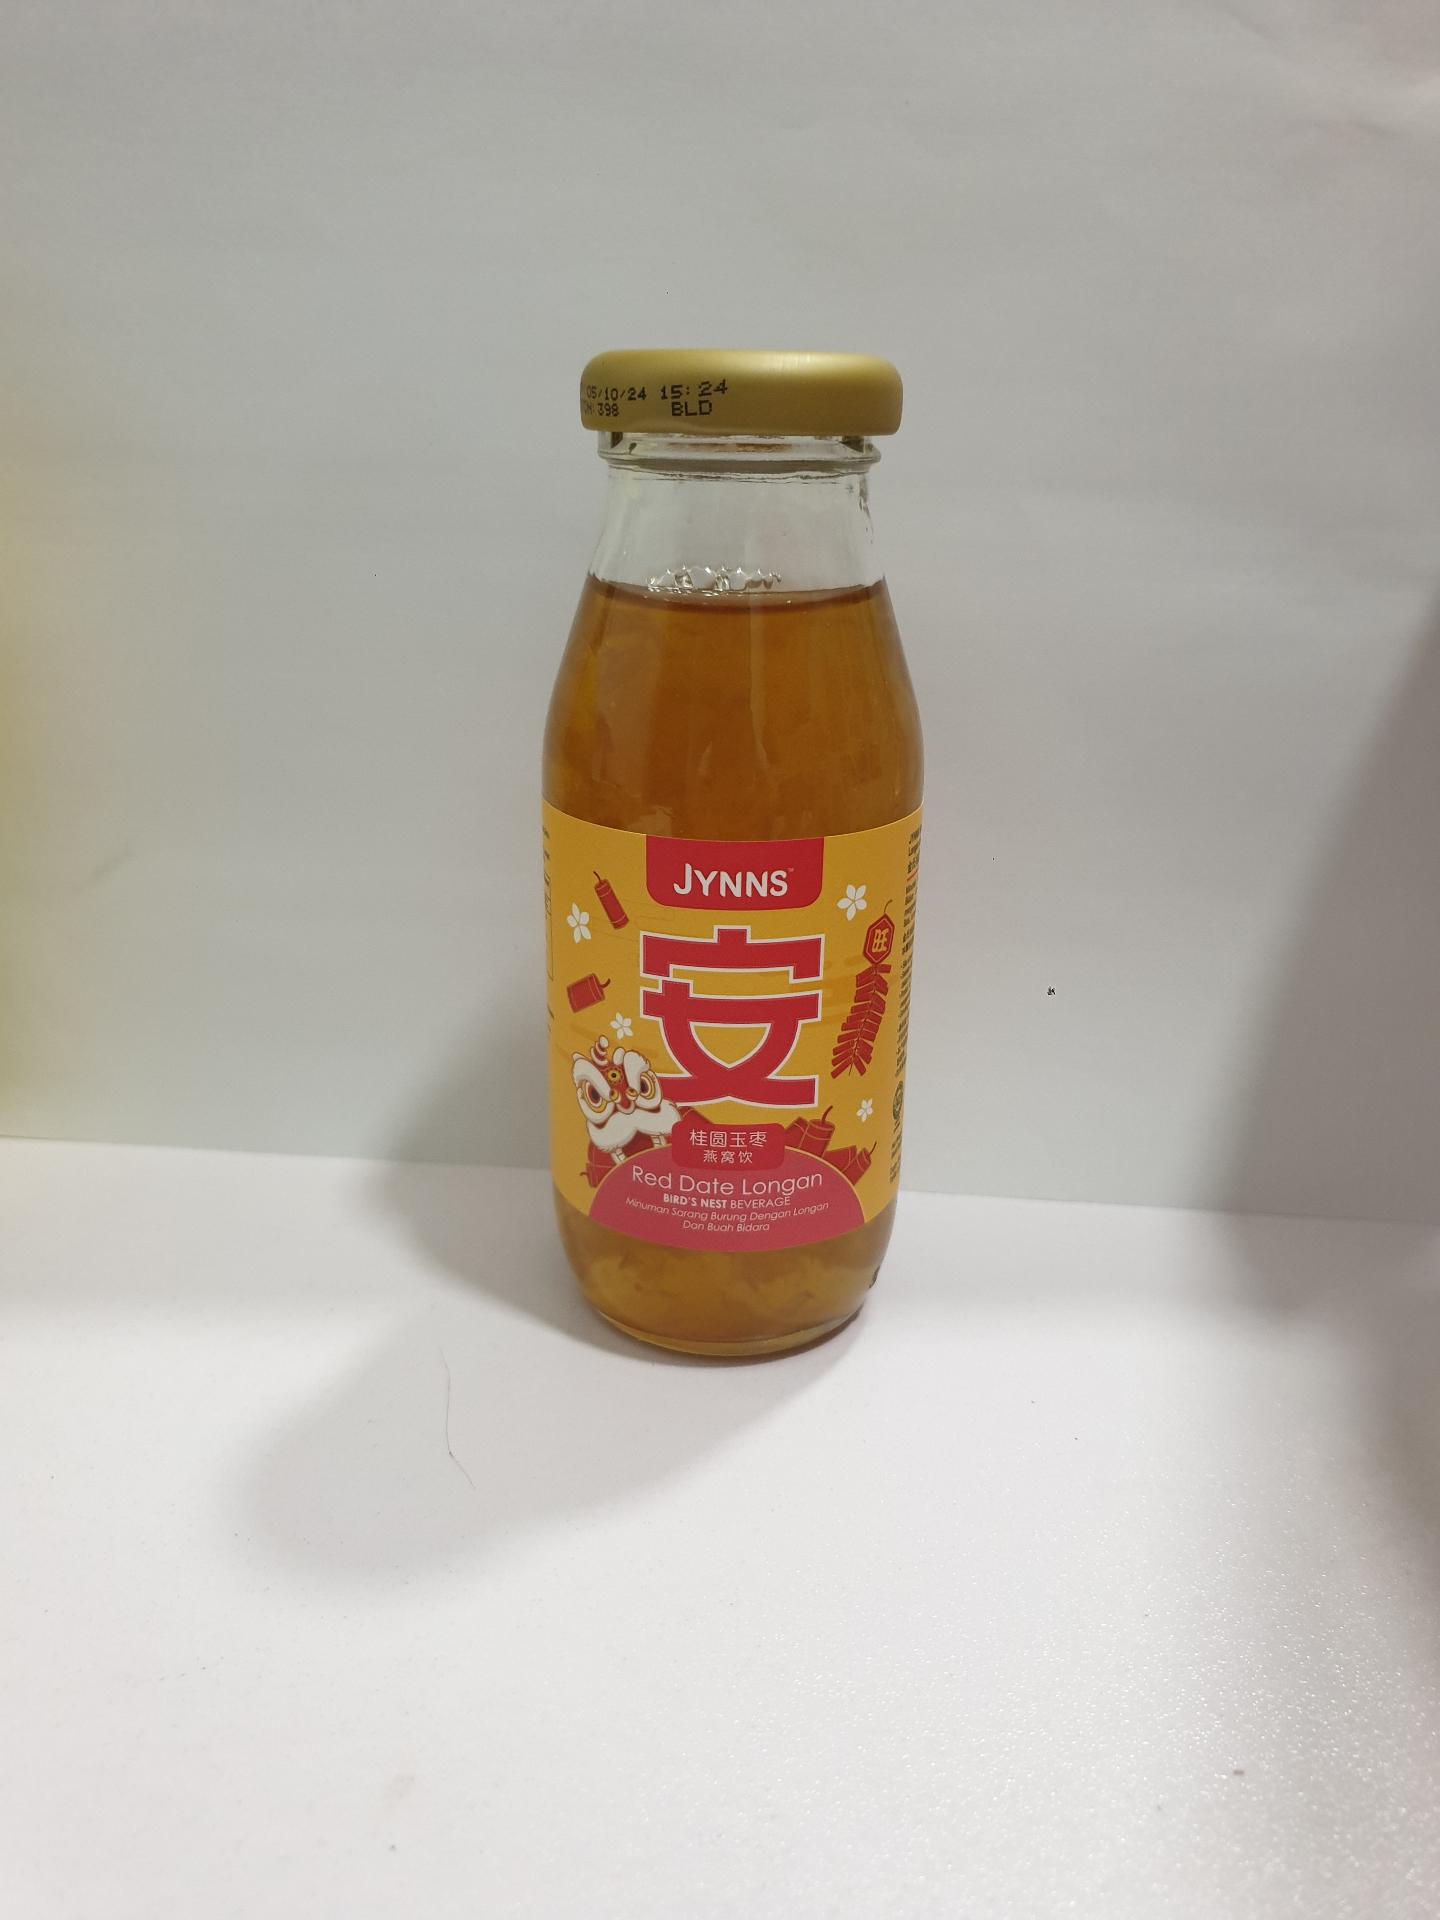 05/10/24 15:24
398 BLD
JYNNS
安
旺
桂圆玉枣
燕窝饮
Red Date Longan
BIRD'S NEST BEVERAGE
Minuman Sarang Burung Dengan Longan
Dan Buah Bidara